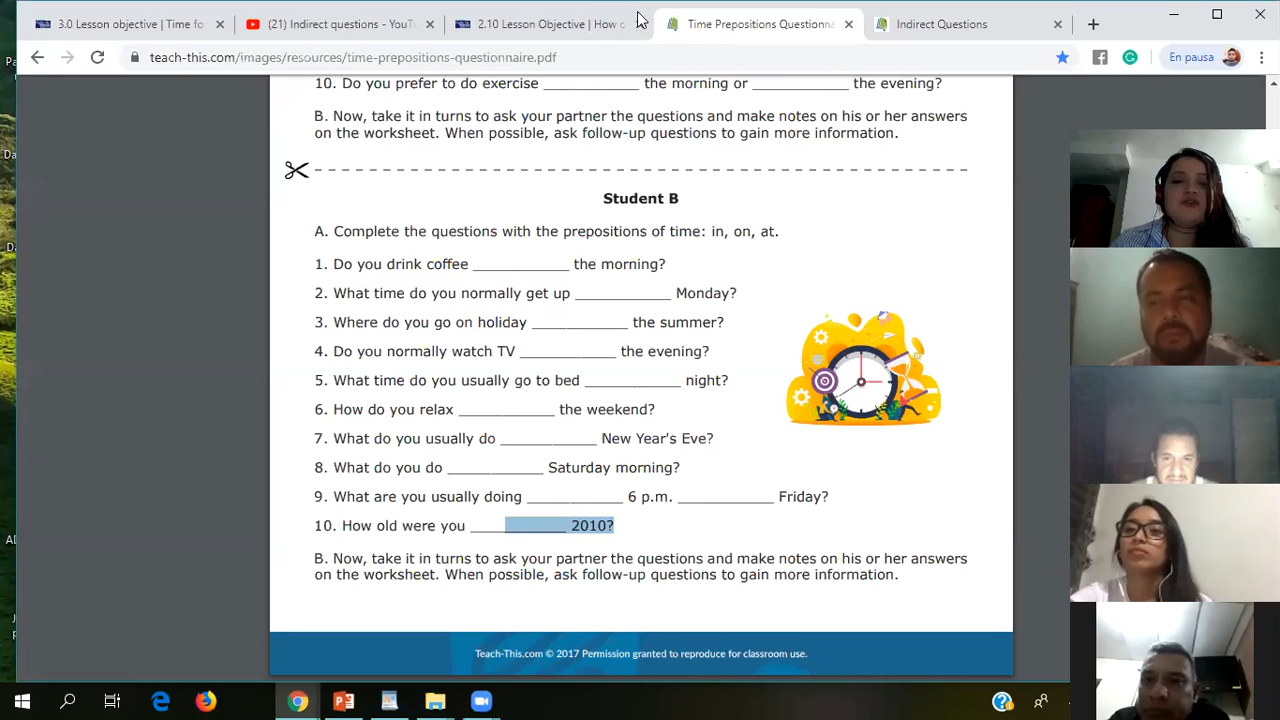 3.0 Lesson objective | Time fo
(21) Indirect questions - YouT
2.10 Lesson Objective | How c
Time Prepositions Questionna
Indirect Questions
teach-this.com/images/resources/time-prepositions-questionnaire.pdf
En pausa
10. Do you prefer to do exercise ____________ the morning or ____________ the evening?
B. Now, take it in turns to ask your partner the questions and make notes on his or her answers
on the worksheet. When possible, ask follow-up questions to gain more information.
Student B
A. Complete the questions with the prepositions of time: in, on, at.
1. Do you drink coffee ____________ the morning?
2. What time do you normally get up ____________ Monday?
3. Where do you go on holiday ____________ the summer?
4. Do you normally watch TV ____________ the evening?
5. What time do you usually go to bed ____________ night?
6. How do you relax ____________ the weekend?
7. What do you usually do ____________ New Year's Eve?
8. What do you do ____________ Saturday morning?
9. What are you usually doing ____________ 6 p.m. ____________ Friday?
10. How old were you ____________ 2010?
B. Now, take it in turns to ask your partner the questions and make notes on his or her answers
on the worksheet. When possible, ask follow-up questions to gain more information.
Teach-This.com © 2017 Permission granted to reproduce for classroom use.